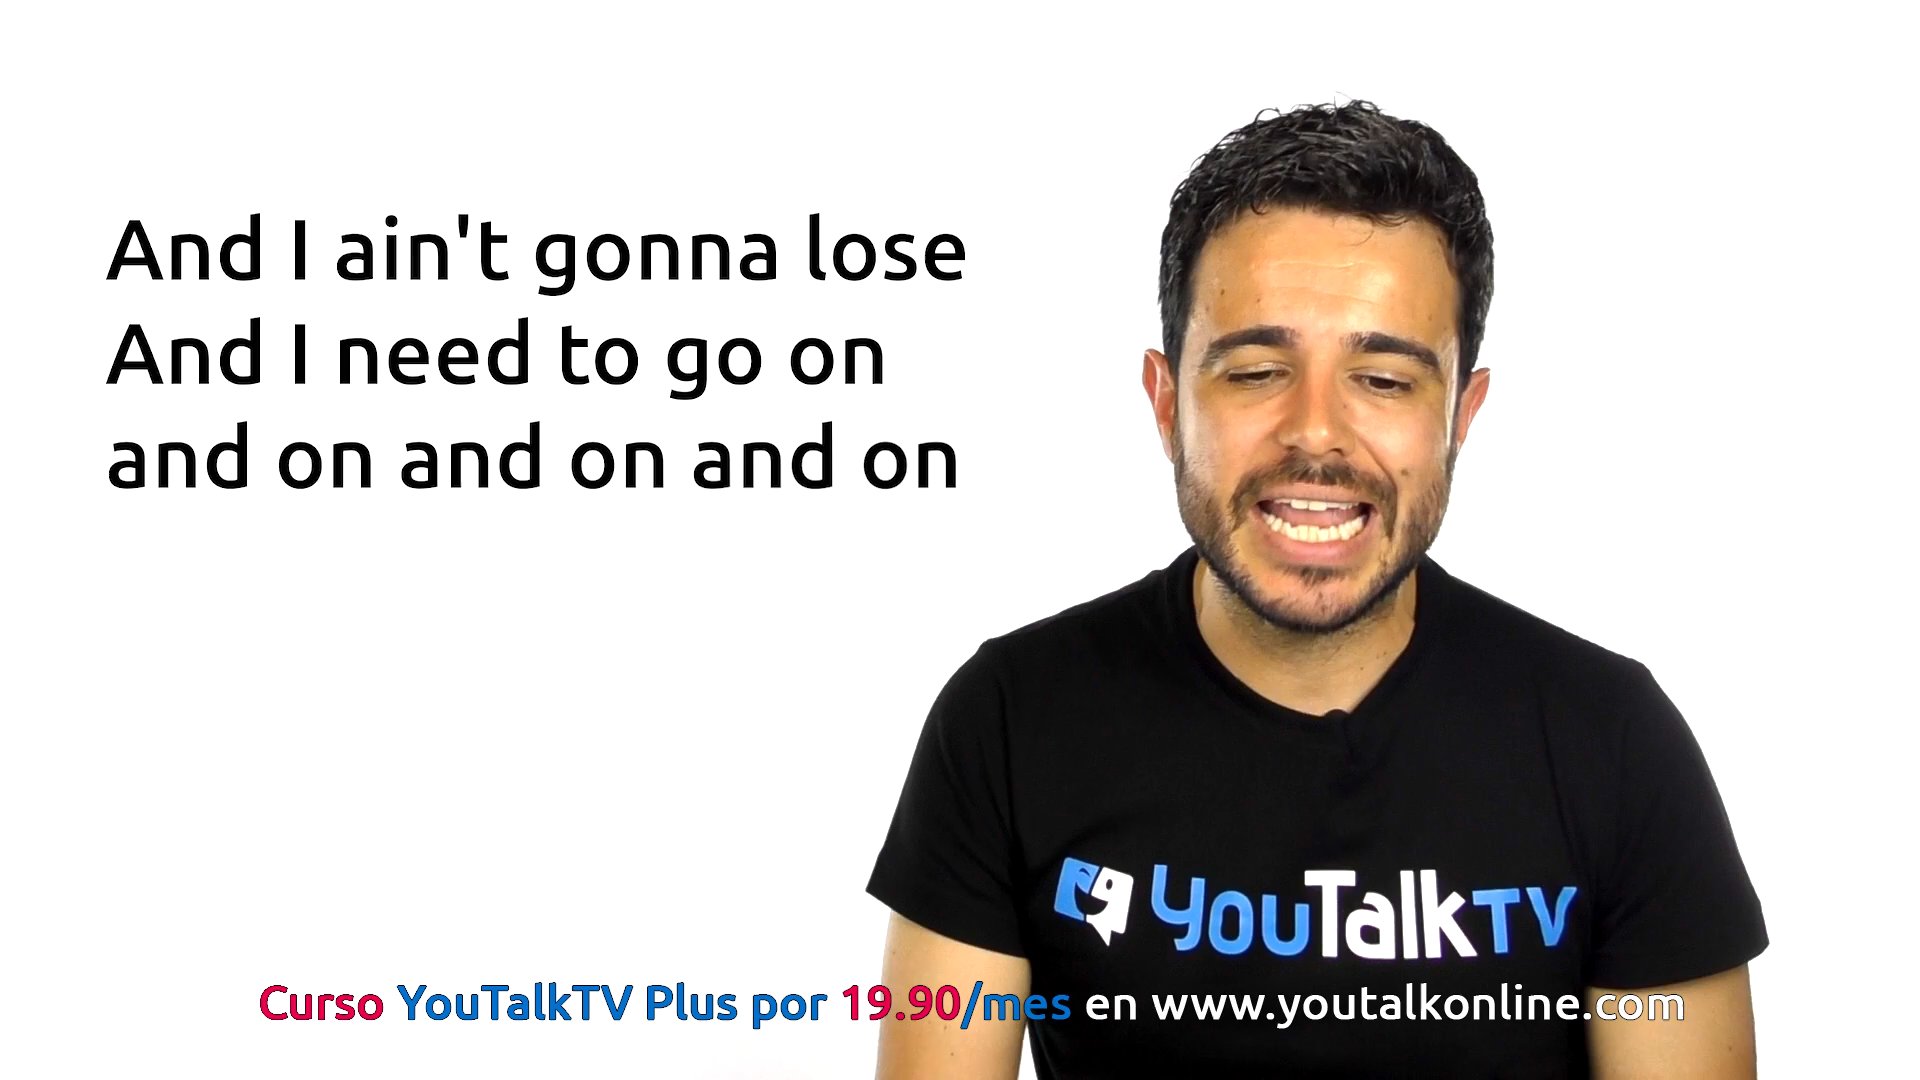 And I ain't gonna lose
And I need to go on
and on and on and on
YouTalkTV
Curso YouTalkTV Plus por 19.90/mes en www.youtalkonline.com